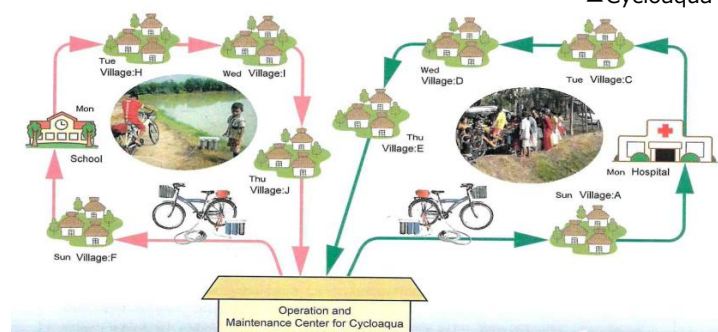 Cycloaqua
Tue
Village:H
Wed Village:I
Wed
Village:D
Tue Village:C
Mon
School
Thu
Village:J
Thu
Village:E
Mon Hospital
Sun Village:A
Sun Village:F
Operation and
Maintenance Center for Cycloaqua